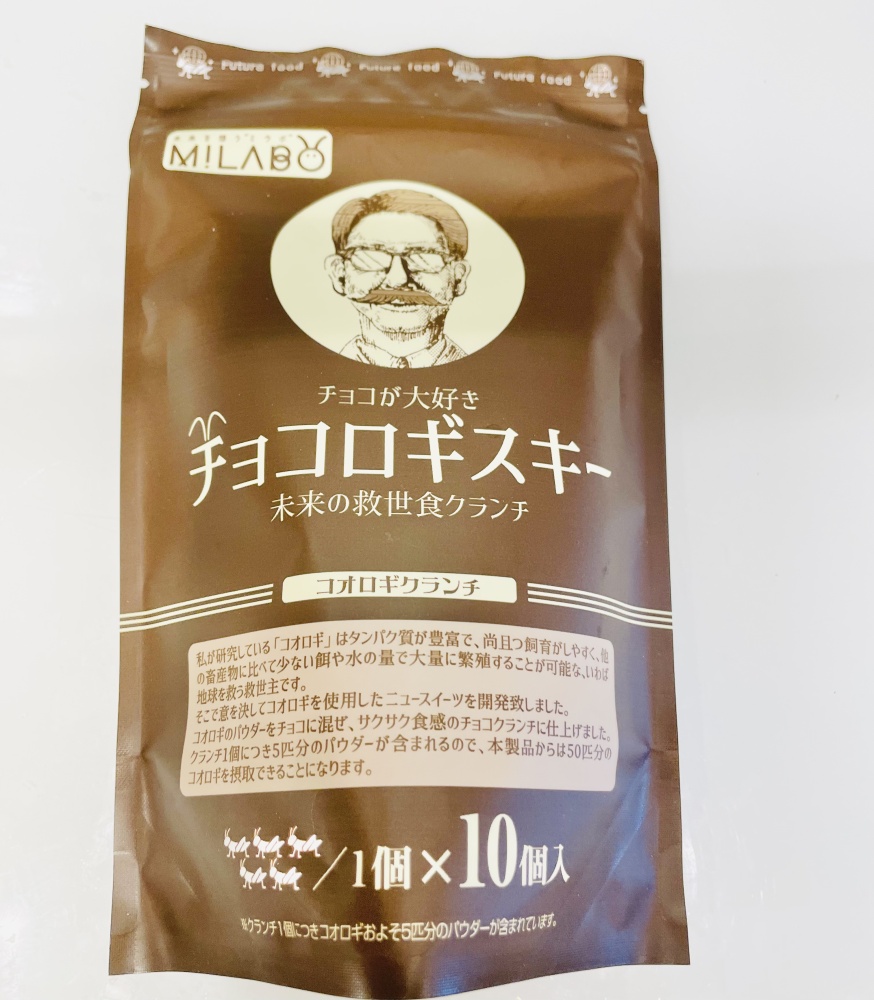 Future food Future food Future food
未来を想う"ミラボ"
MiLAB
チョコが大好き
チョコロギスキー
未来の救世食クランチ
コオロギクランチ
私が研究している「コオロギ」はタンパク質が豊富で、尚且つ飼育がしやすく、他
の畜産物に比べて少ない餌や水の量で大量に繁殖することが可能な、いわば
地球を救う救世主です。
そこで意を決してコオロギを使用したニュースイーツを開発致しました。
コオロギのパウダーをチョコに混ぜ、サクサク食感のチョコクランチに仕上げました。
クランチ1個につき5匹分のパウダーが含まれるので、本製品からは50匹分の
コオロギを摂取できることになります。
/1個×10個入
※クランチ1個につきコオロギおよそ5匹分のパウダーが含まれています。